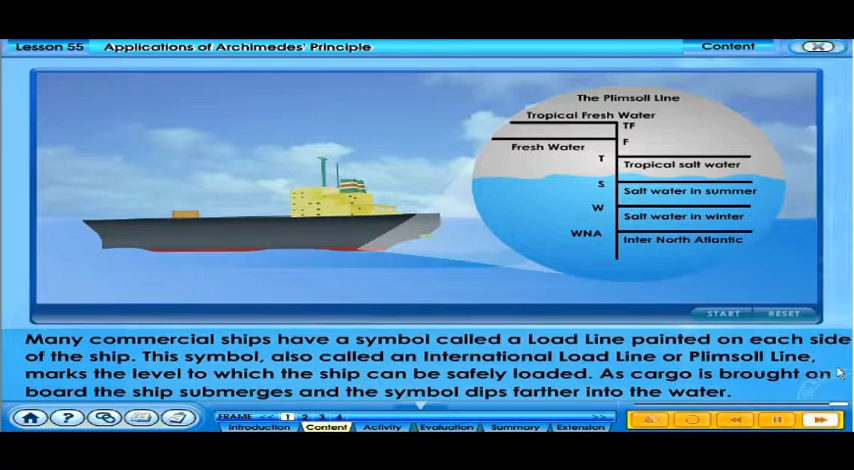 Lesson 55
Applications of Archimedes' Principle
Content
The Plimsoll Line
Tropical Fresh Water
TF
F
Fresh Water
T
Tropical salt water
S
Salt water in summer
W
Salt water in winter
WNA
Inter North Atlantic
START
RESET
Many commercial ships have a symbol called a Load Line painted on each side
of the ship. This symbol, also called an International Load Line or Plimsoll Line,
marks the level to which the ship can be safely loaded. As cargo is brought on
board the ship submerges and the symbol dips farther into the water.
FRAME << 1 2 3 4 >>
Introduction Content Activity Evaluation Summary Extension